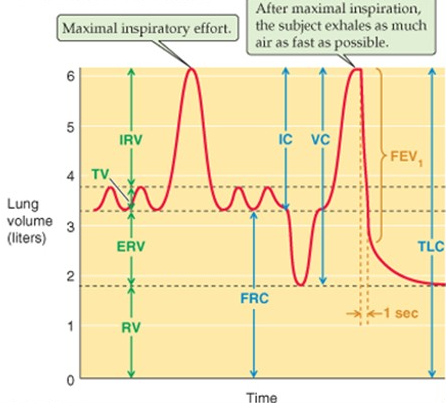 Maximal inspiratory effort.
After maximal inspiration,
the subject exhales as much
air as fast as possible.
6
5
4
3
2
1
0
Lung
volume
(liters)
IRV
TV
ERV
RV
FRC
IC
VC
FEV1
TLC
1 sec
Time